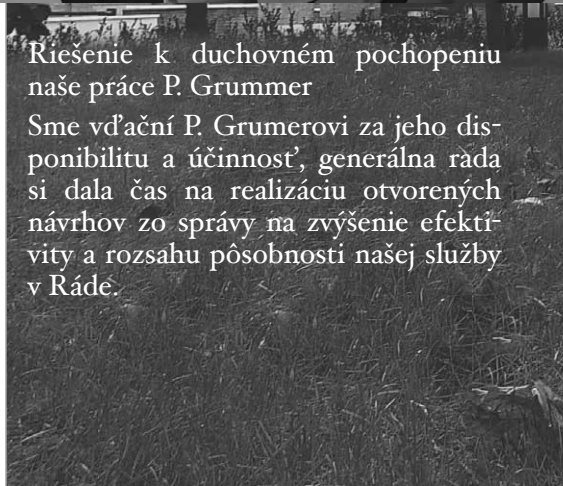 Riešenie k duchovném pochopeniu
naše práce P. Grummer
Sme vďační P. Grumerovi za jeho dis-
ponibilitu a účinnosť, generálna rada
si dala čas na realizáciu otvorených
návrhov zo správy na zvýšenie efekti-
vity a rozsahu pôsobnosti našej služby
v Ráde.